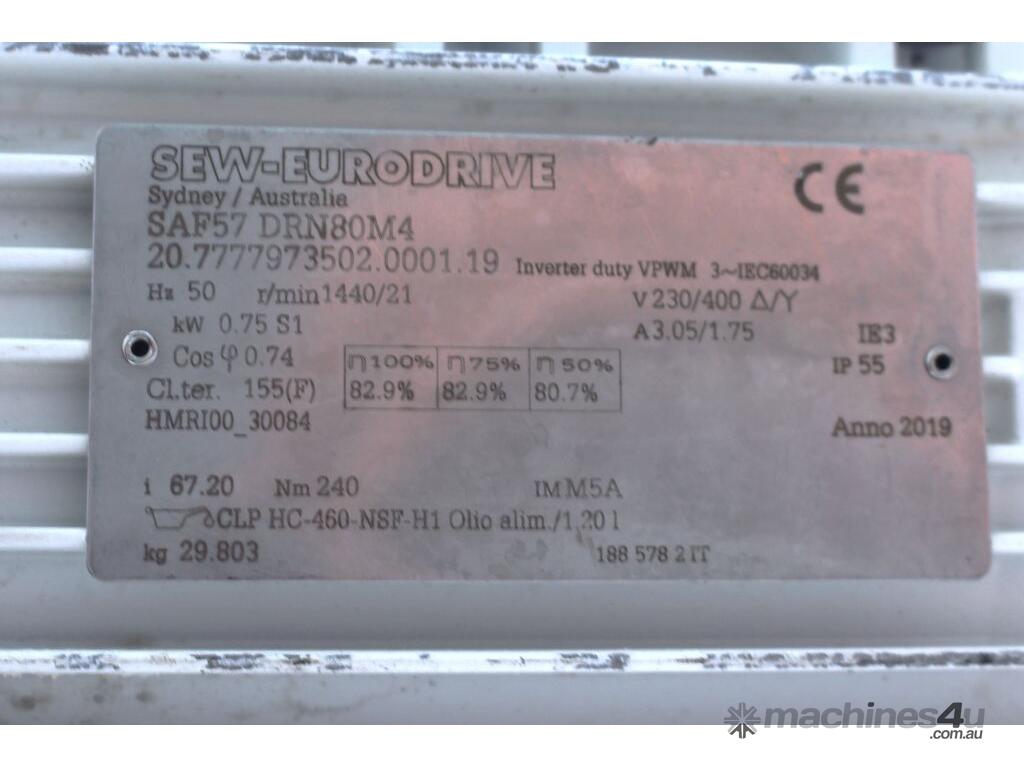 SEW-EURODRIVE
CE
Sydney / Australia
SAF57 DRN80M4
20.7777973502.0001.19 Inverter duty VPWM 3~IEC60034
Hz 50 r/min 1440/21 V 230/400 Δ/Y
kW 0.75 S1 A 3.05/1.75 IE3
Cos φ 0.74 η 100% η 75% η 50% IP 55
Cl.ter. 155(F) 82.9% 82.9% 80.7%
HMRI00_30084 Anno 2019
i 67.20 Nm 240 IM M5A
CLP HC-460-NSF-H1 Olio alim./1,20 l
kg 29.803 188 578 2 IT
machines4u
.com.au